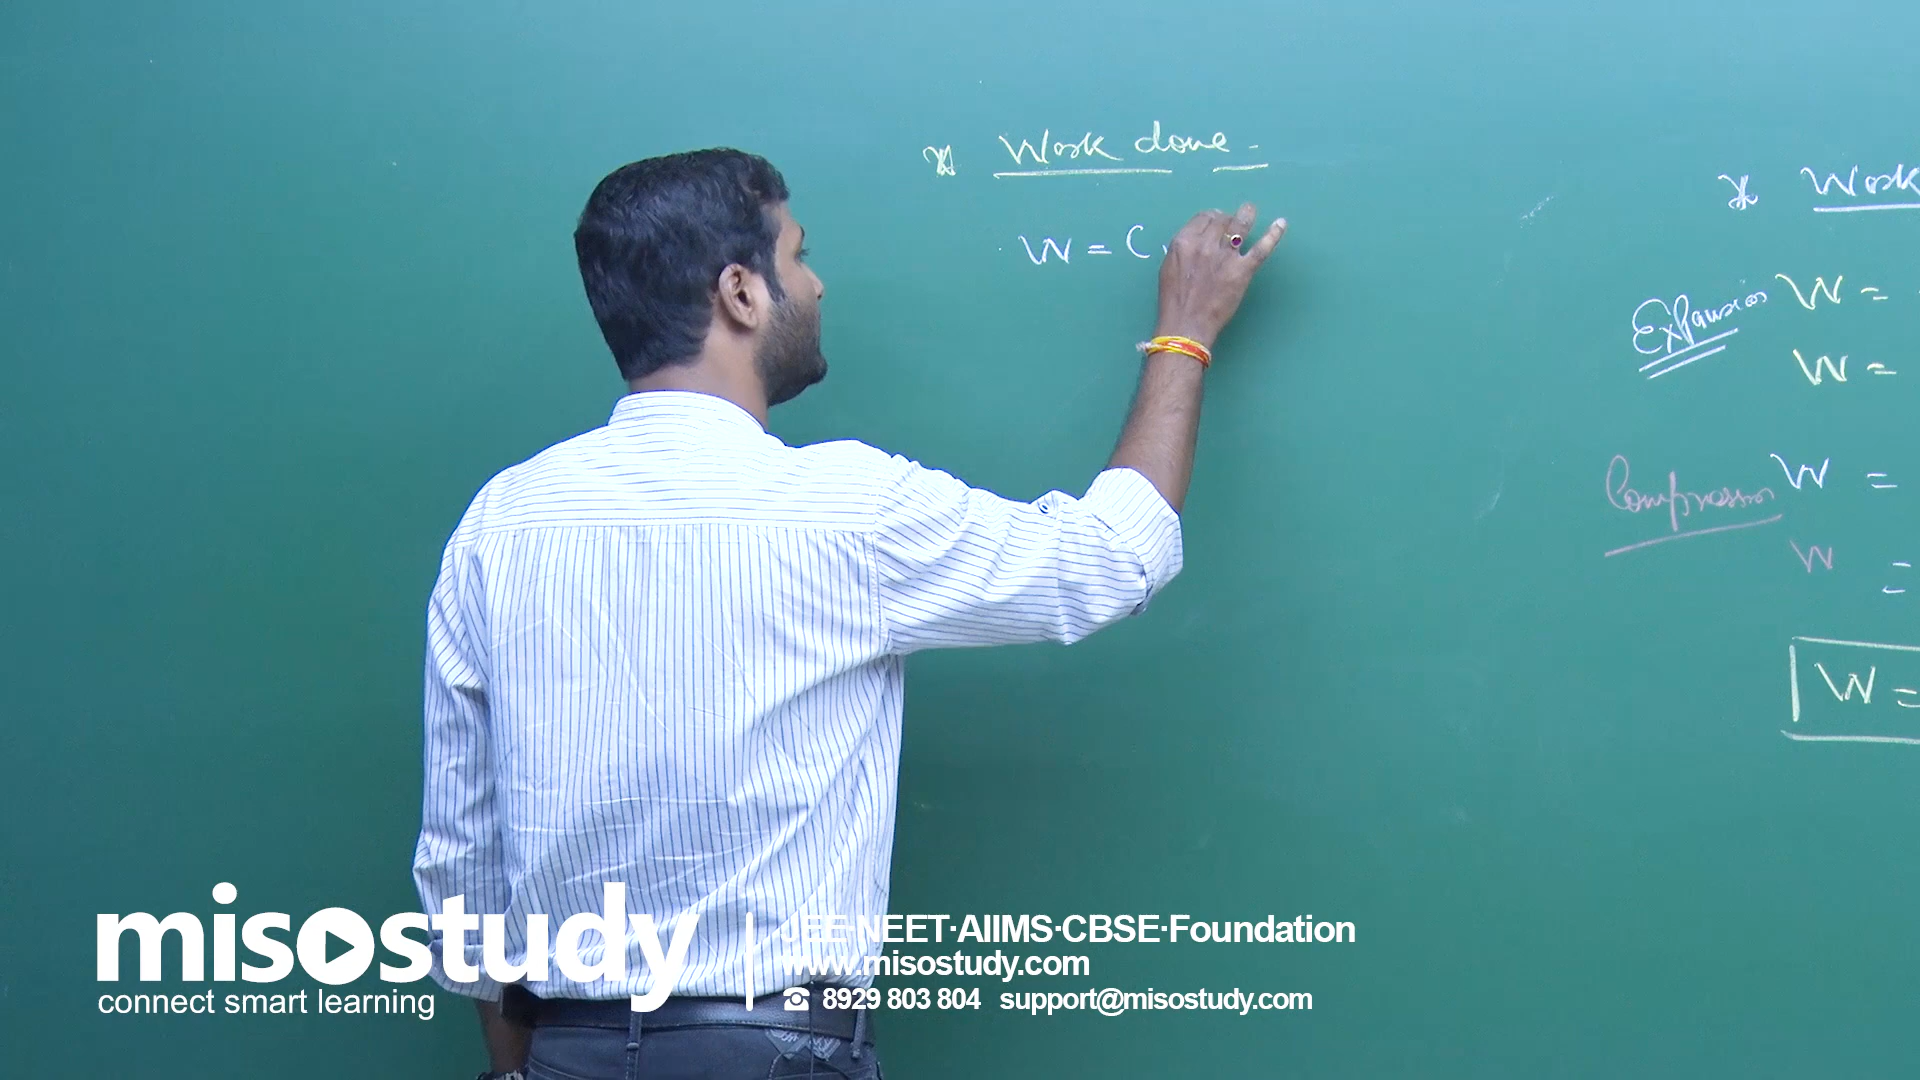 * Work done -
W = C
* Work
Expansion W =
W =
Compression W =
W =
W =
misostudy
connect smart learning
JEE·NEET·AIIMS·CBSE·Foundation
www.misostudy.com
☎ 8929 803 804 support@misostudy.com